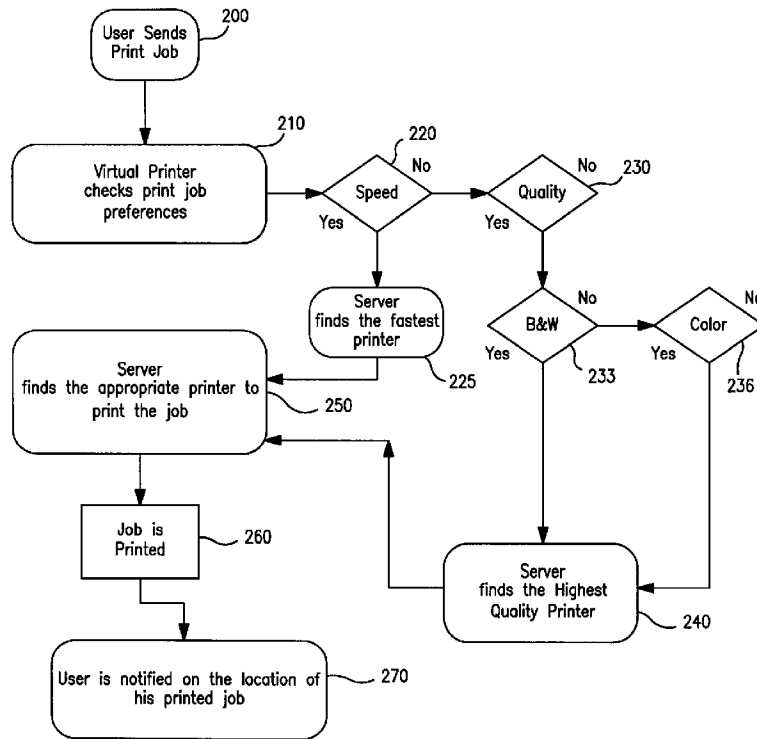 User Sends
Print Job
200
210
Virtual Printer
checks print job
preferences
220
No
Speed
Yes
No
230
Quality
Yes
Server
finds the fastest
printer
225
No
B&W
Yes
233
No
Color
Yes
236
Server
finds the appropriate printer to
print the job
250
Job is
Printed
260
Server
finds the Highest
Quality Printer
240
User is notified on the location of
his printed job
270